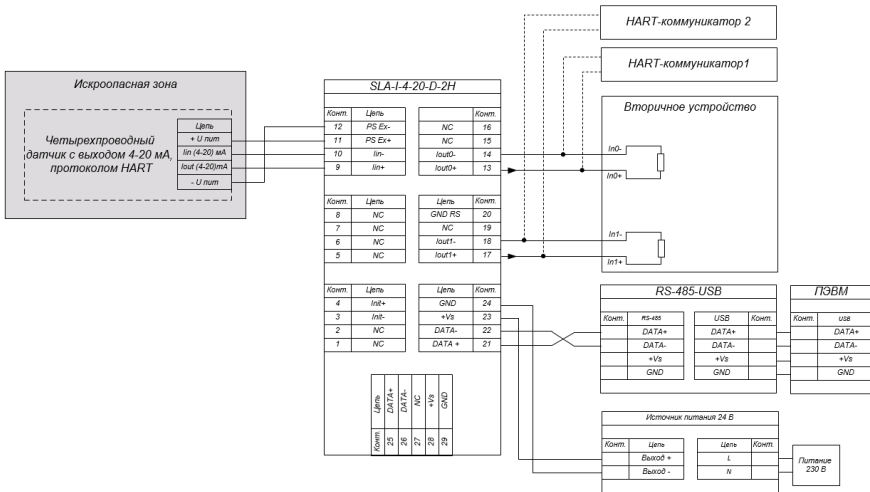 HART-коммуникатор 2
HART-коммуникатор1
Искроопасная зона
SLA-I-4-20-D-2H
Вторичное устройство
Четырехпроводный
датчик с выходом 4-20 мА,
протоколом HART
Цепь
+ U пит
Iin (4-20) мА
Iout (4-20)mA
- U пит
Конт. Цепь Конт.
12 PS Ex- NC 16
11 PS Ex+ NC 15
10 Iin- Iout0- 14
9 Iin+ Iout0+ 13
In0-
In0+
Конт. Цепь Цепь Конт.
8 NC GND RS 20
7 NC NC 19
6 NC Iout1- 18
5 NC Iout1+ 17
In1-
In1+
Конт. Цепь Цепь Конт.
4 Init+ GND 24
3 Init- +Vs 23
2 NC DATA- 22
1 NC DATA + 21
RS-485-USB
Конт. RS-485 USB Конт.
DATA+ DATA+
DATA- DATA-
+Vs +Vs
GND GND
ПЭВМ
Конт. USB
DATA+
DATA-
+Vs
GND
Конт. Цепь
25 DATA+
26 DATA-
27 NC
28 +Vs
29 GND
Источник питания 24 В
Конт. Цепь Цепь Конт.
Выход + L
Выход - N
Питание
230 В